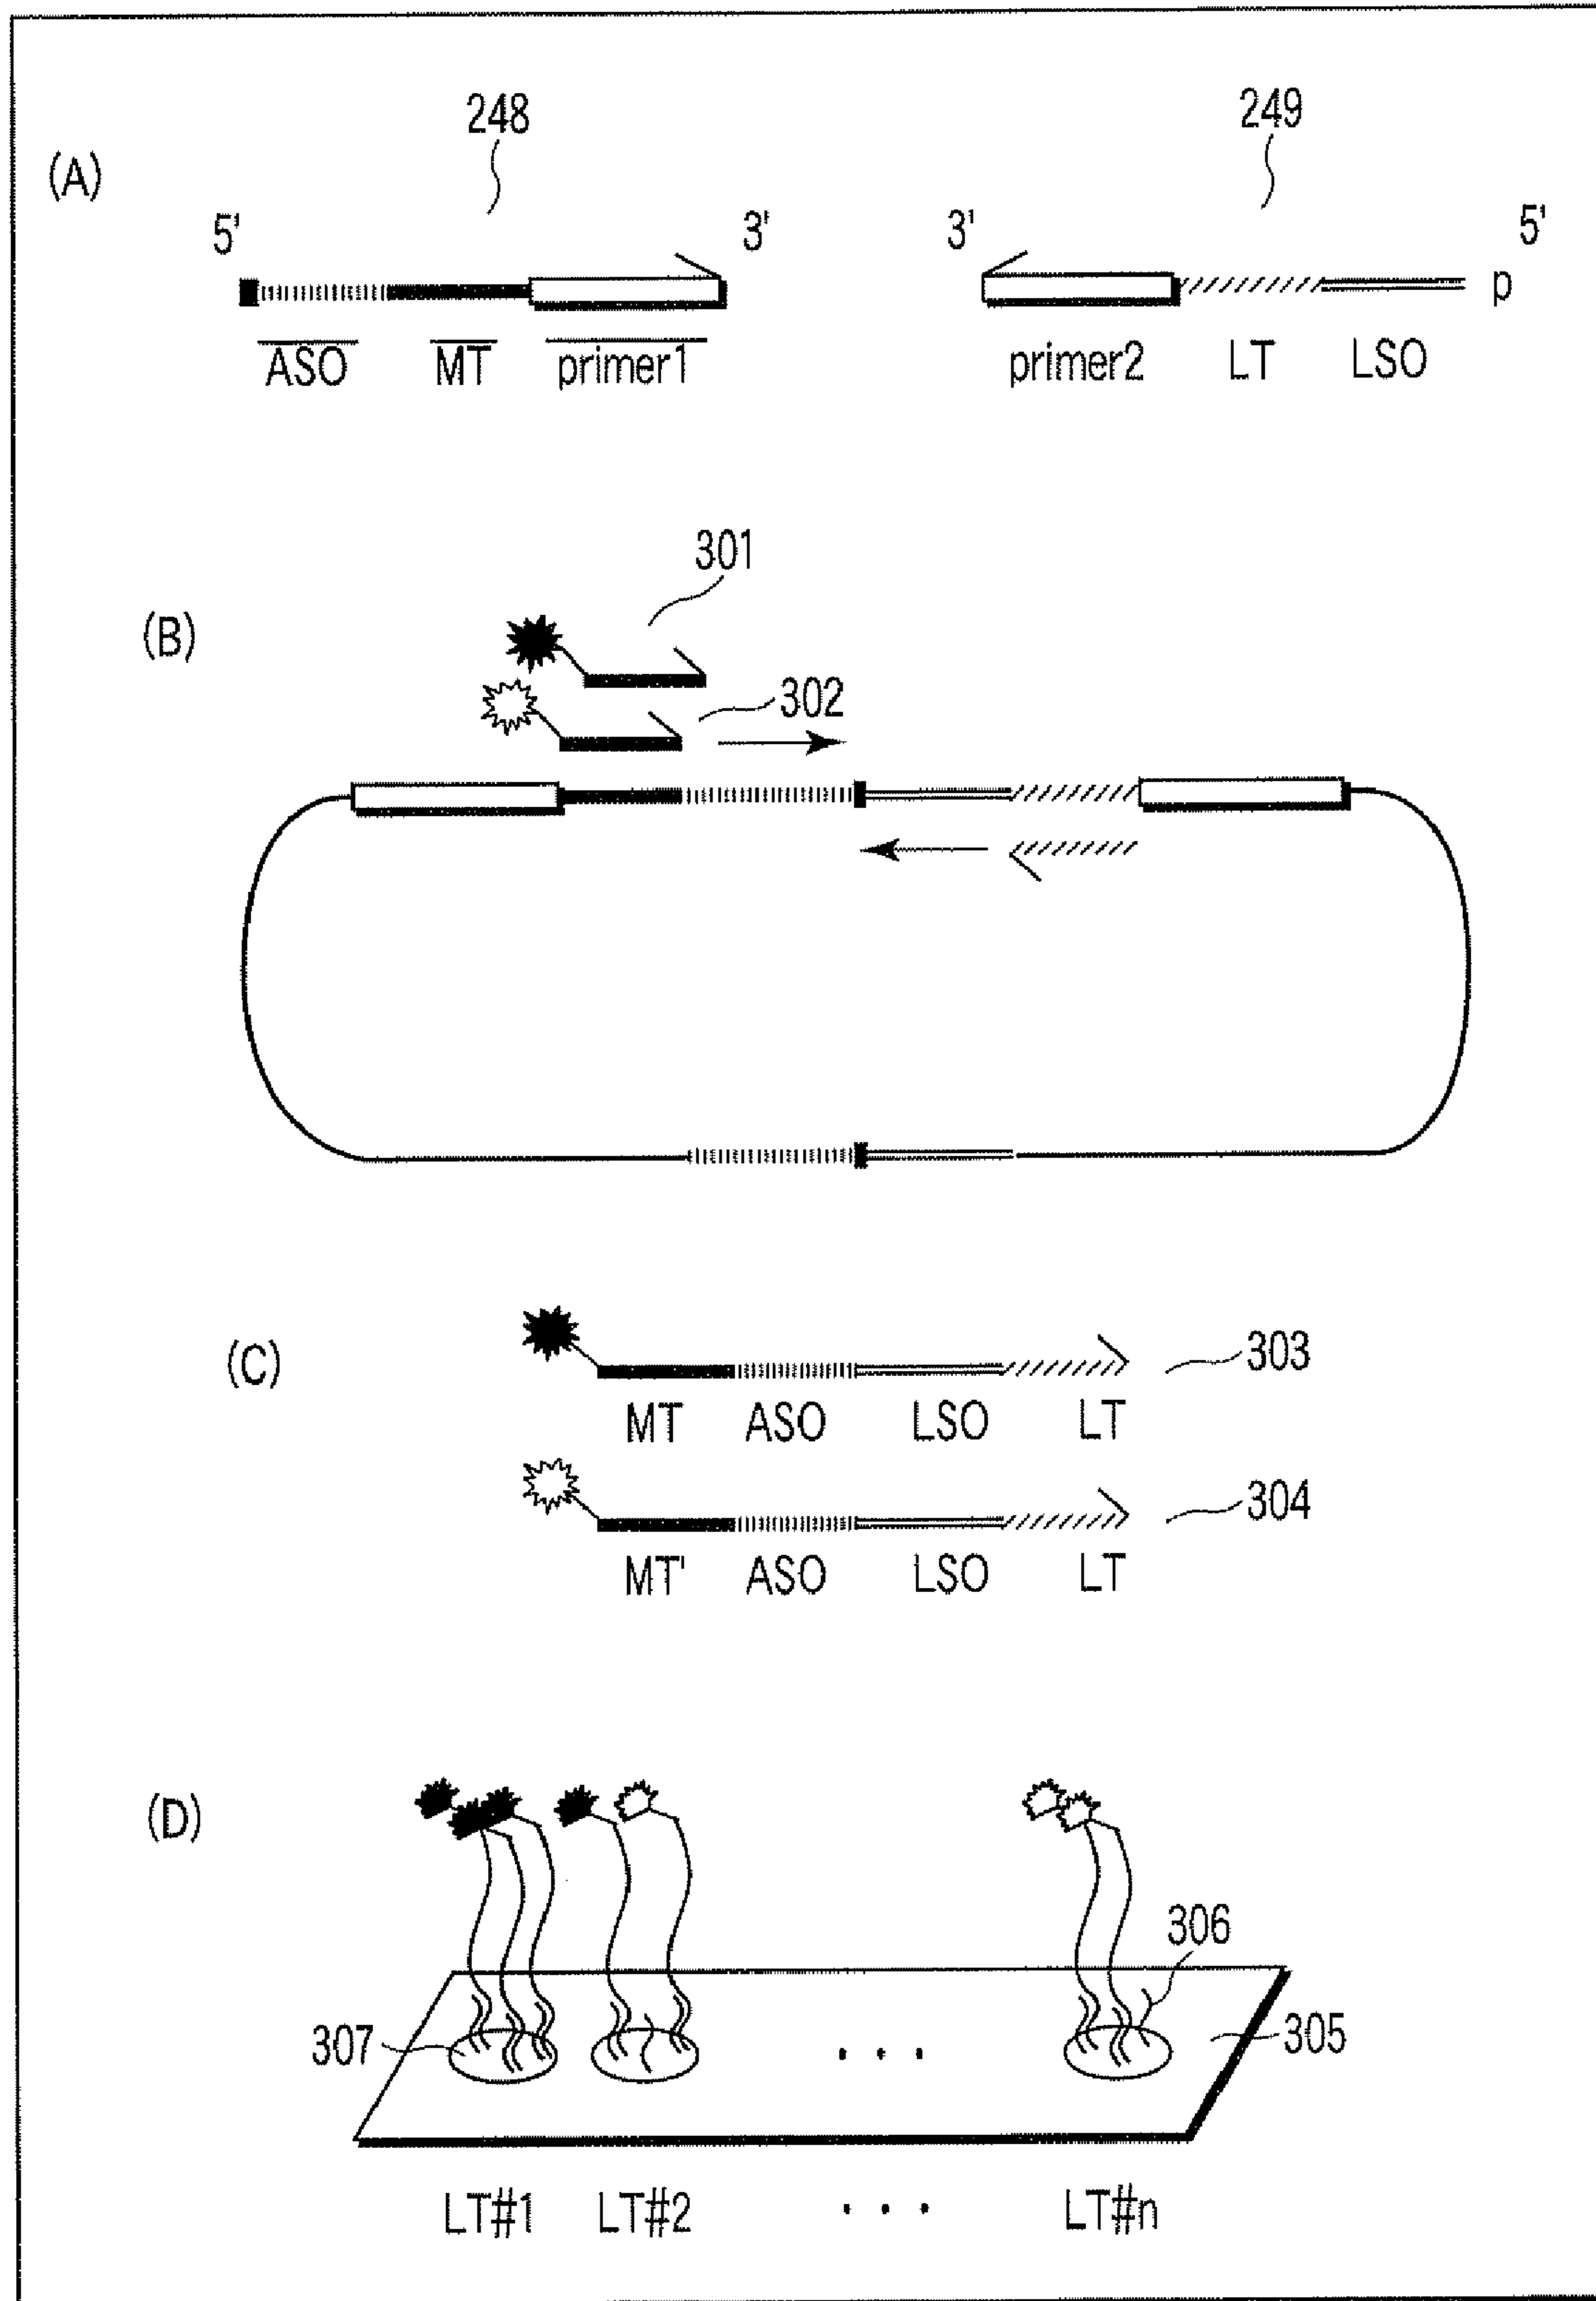 248
249
(A)
5'
3'
3'
5'
p
ASO
MT
primer1
primer2
LT
LSO
301
(B)
302
(C)
303
MT
ASO
LSO
LT
304
MT'
ASO
LSO
LT
(D)
306
307
305
. . .
LT#1
LT#2
. . .
LT#n